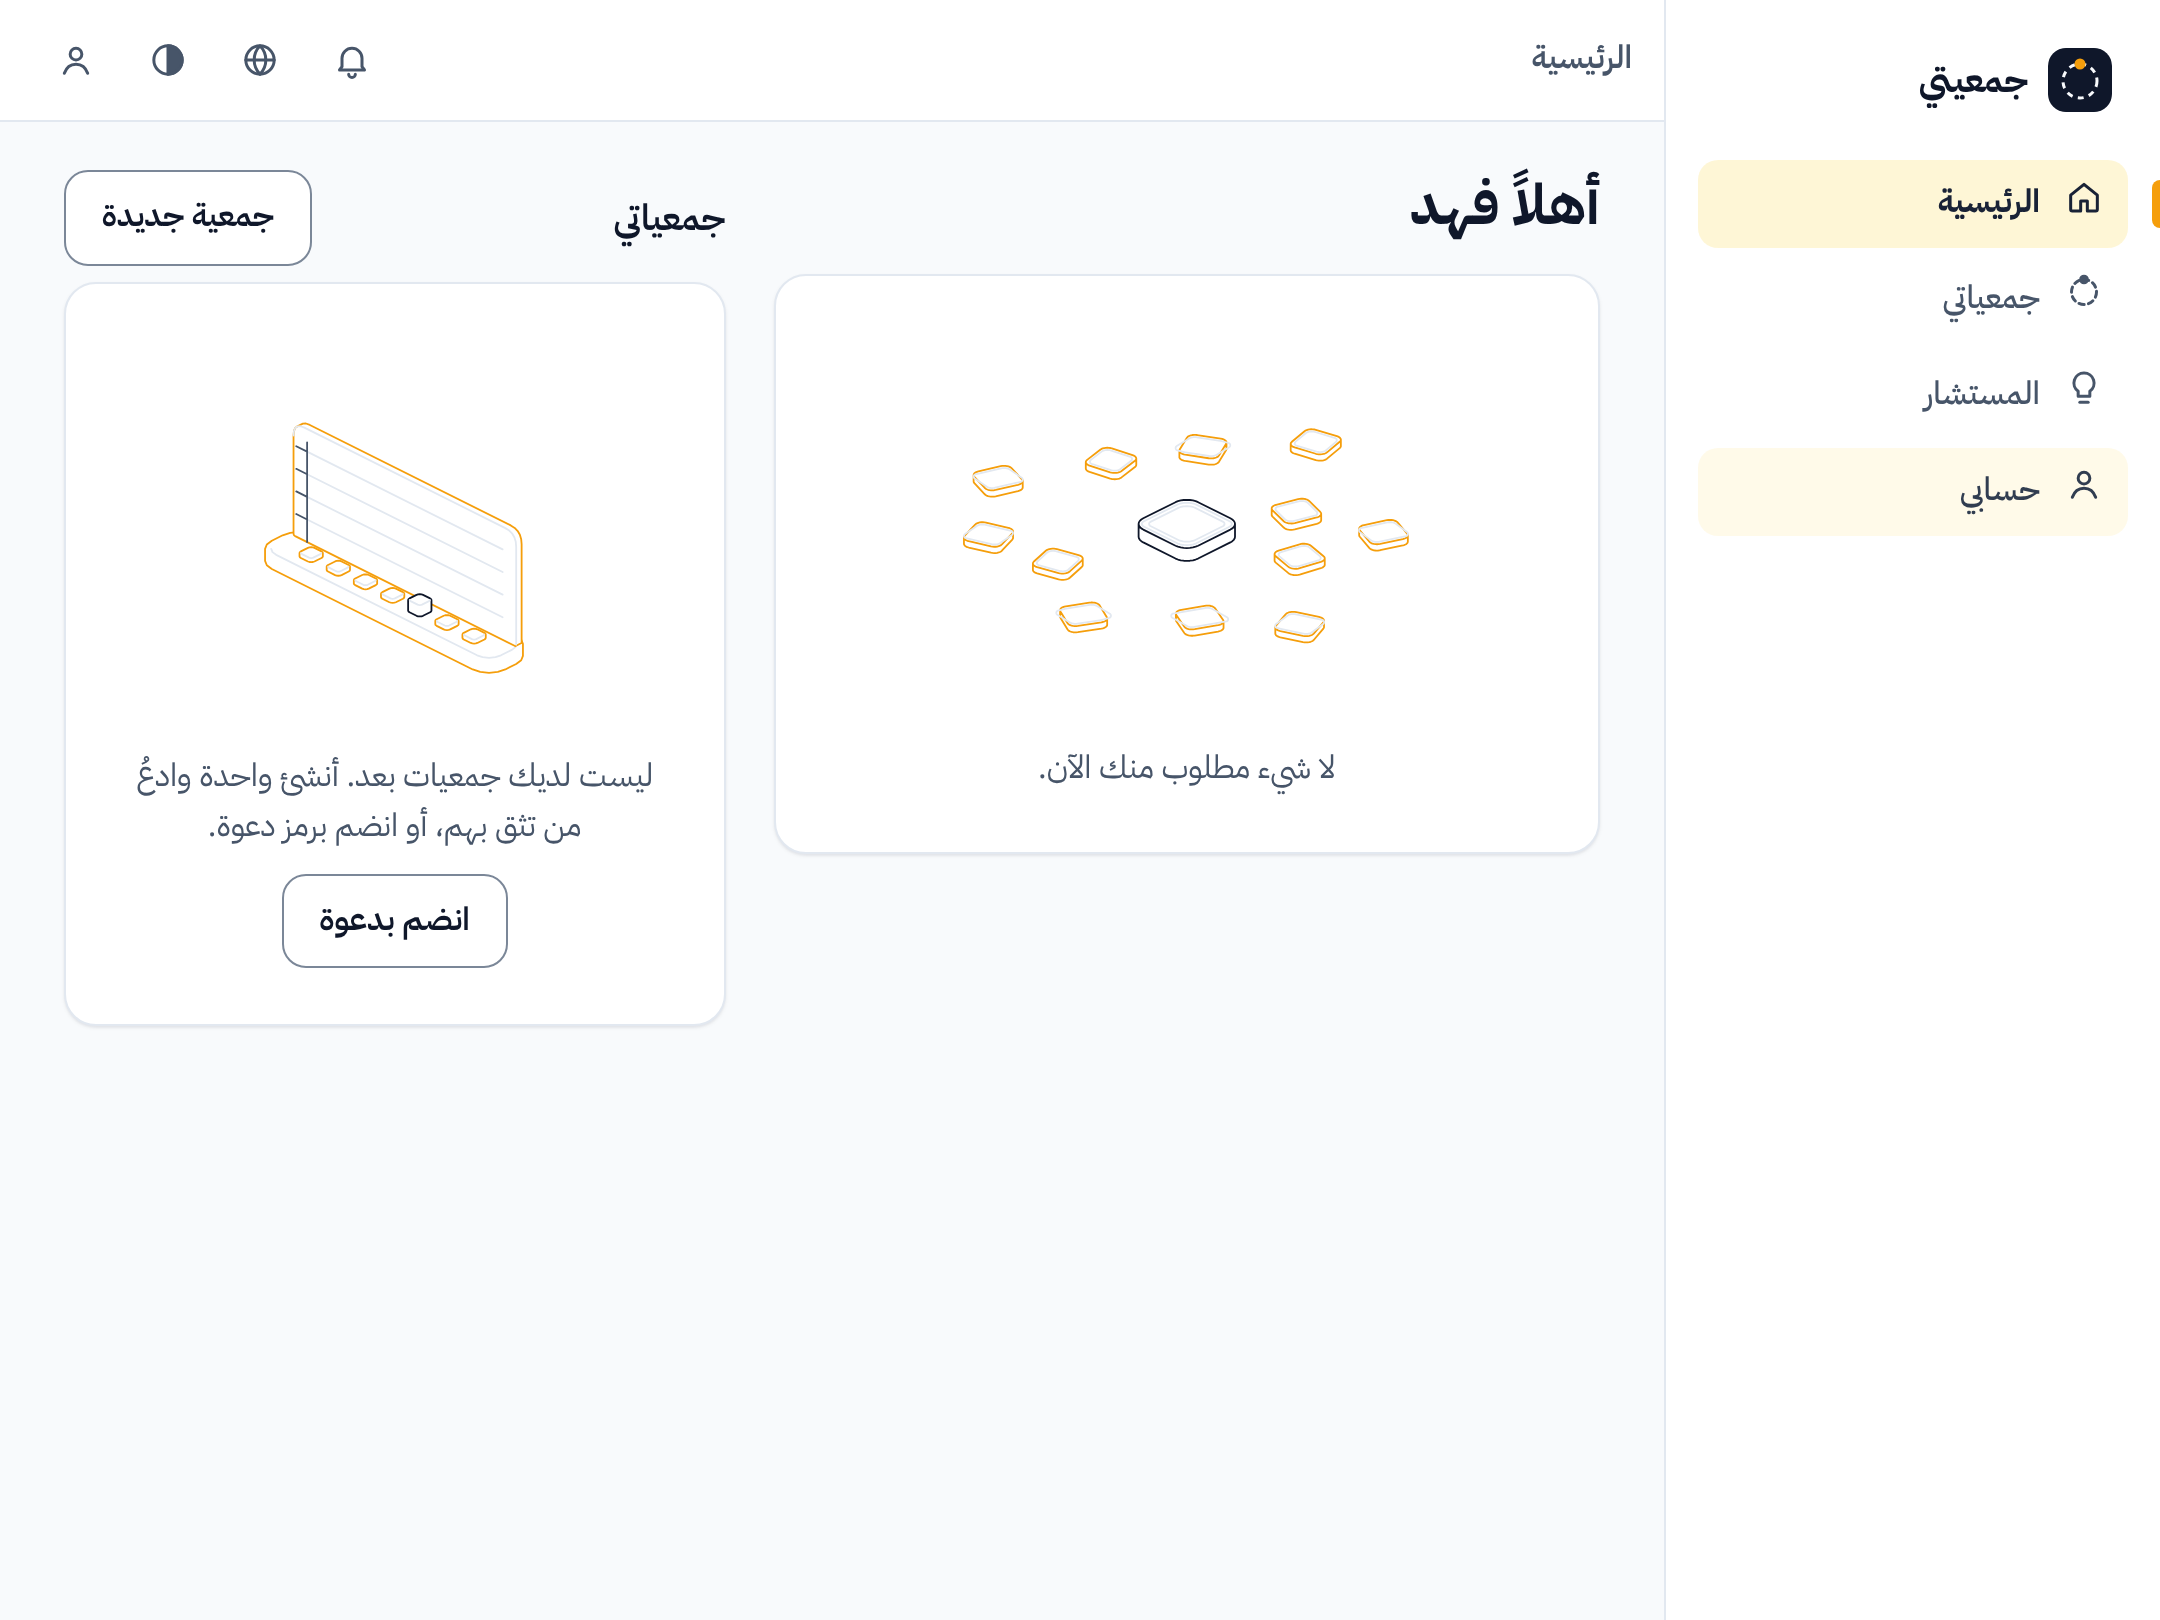 جمعيتي
الرئيسية
جمعياتي
المستشار
حسابي
الرئيسية
أهلاً فهد
لا شيء مطلوب منك الآن.
جمعياتي
جمعية جديدة
ليست لديك جمعيات بعد. أنشئ واحدة وادعُ
من تثق بهم، أو انضم برمز دعوة.
انضم بدعوة